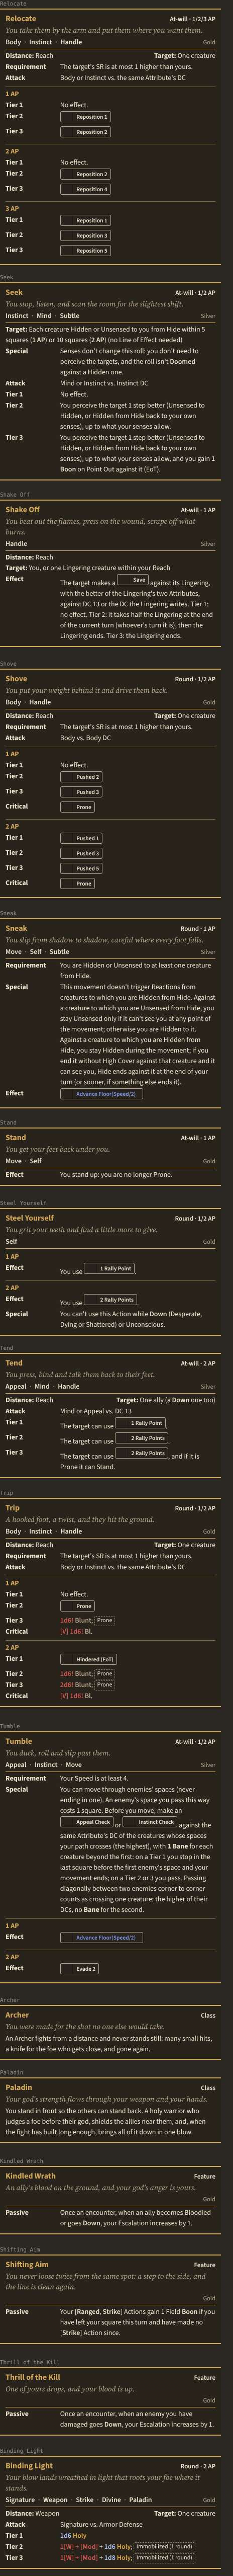 Relocate
Relocate At-will · 1/2/3 AP
You take them by the arm and put them where you want them.
Body · Instinct · Handle Gold
Distance: Reach Target: One creature
Requirement The target's SR is at most 1 higher than yours.
Attack Body or Instinct vs. the same Attribute's DC
1 AP
Tier 1 No effect.
Tier 2 Reposition 1
Tier 3 Reposition 2
2 AP
Tier 1 No effect.
Tier 2 Reposition 2
Tier 3 Reposition 4
3 AP
Tier 1 Reposition 1
Tier 2 Reposition 3
Tier 3 Reposition 5
Seek
Seek At-will · 1/2 AP
You stop, listen, and scan the room for the slightest shift.
Instinct · Mind · Subtle Silver
Target: Each creature Hidden or Unsensed to you from Hide within 5
squares (1 AP) or 10 squares (2 AP) (no Line of Effect needed)
Special Senses don't change this roll: you don't need to
perceive the targets, and the roll isn't Doomed
against a Hidden one.
Attack Mind or Instinct vs. Instinct DC
Tier 1 No effect.
Tier 2 You perceive the target 1 step better (Unsensed to
Hidden, or Hidden from Hide back to your own
senses), up to what your senses allow.
Tier 3 You perceive the target 1 step better (Unsensed to
Hidden, or Hidden from Hide back to your own
senses), up to what your senses allow, and you gain 1
Boon on Point Out against it (EoT).
Shake Off
Shake Off At-will · 1 AP
You beat out the flames, press on the wound, scrape off what
burns.
Handle Silver
Distance: Reach
Target: You, or one Lingering creature within your Reach
Effect The target makes a Save against its Lingering,
with the better of the Lingering's two Attributes,
against DC 13 or the DC the Lingering writes. Tier 1:
no effect. Tier 2: it takes half the Lingering at the end
of the current turn (whoever's turn it is), then the
Lingering ends. Tier 3: the Lingering ends.
Shove
Shove Round · 1/2 AP
You put your weight behind it and drive them back.
Body · Handle Gold
Distance: Reach Target: One creature
Requirement The target's SR is at most 1 higher than yours.
Attack Body vs. Body DC
1 AP
Tier 1 No effect.
Tier 2 Pushed 2
Tier 3 Pushed 3
Critical Prone
2 AP
Tier 1 Pushed 1
Tier 2 Pushed 3
Tier 3 Pushed 5
Critical Prone
Sneak
Sneak Round · 1 AP
You slip from shadow to shadow, careful where every foot falls.
Move · Self · Subtle Silver
Requirement You are Hidden or Unsensed to at least one creature
from Hide.
Special This movement doesn't trigger Reactions from
creatures to which you are Hidden from Hide. Against
a creature to which you are Unsensed from Hide, you
stay Unsensed only if it can't see you at any point of
the movement; otherwise you are Hidden to it.
Against a creature to which you are Hidden from
Hide, you stay Hidden during the movement; if you
end it without High Cover against that creature and it
can see you, Hide ends against it at the end of your
turn (or sooner, if something else ends it).
Effect Advance Floor(Speed/2)
Stand
Stand At-will · 1 AP
You get your feet back under you.
Move · Self Gold
Effect You stand up: you are no longer Prone.
Steel Yourself
Steel Yourself Round · 1/2 AP
You grit your teeth and find a little more to give.
Self Gold
1 AP
Effect You use 1 Rally Point.
2 AP
Effect You use 2 Rally Points.
Special You can't use this Action while Down (Desperate,
Dying or Shattered) or Unconscious.
Tend
Tend At-will · 2 AP
You press, bind and talk them back to their feet.
Appeal · Mind · Handle Silver
Distance: Reach Target: One ally (a Down one too)
Attack Mind or Appeal vs. DC 13
Tier 1 The target can use 1 Rally Point.
Tier 2 The target can use 2 Rally Points.
Tier 3 The target can use 2 Rally Points, and if it is
Prone it can Stand.
Trip
Trip Round · 1/2 AP
A hooked foot, a twist, and they hit the ground.
Body · Instinct · Handle Gold
Distance: Reach Target: One creature
Requirement The target's SR is at most 1 higher than yours.
Attack Body or Instinct vs. the same Attribute's DC
1 AP
Tier 1 No effect.
Tier 2 Prone
Tier 3 1d6! Blunt; Prone
Critical [V] 1d6! Bl.
2 AP
Tier 1 Hindered (EoT)
Tier 2 1d6! Blunt; Prone
Tier 3 2d6! Blunt; Prone
Critical [V] 1d6! Bl.
Tumble
Tumble At-will · 1/2 AP
You duck, roll and slip past them.
Appeal · Instinct · Move Silver
Requirement Your Speed is at least 4.
Special You can move through enemies' spaces (never
ending in one). An enemy's space you pass this way
costs 1 square. Before you move, make an
Appeal Check or Instinct Check against the
same Attribute's DC of the creatures whose spaces
your path crosses (the highest), with 1 Bane for each
creature beyond the first: on a Tier 1 you stop in the
last square before the first enemy's space and your
movement ends; on a Tier 2 or 3 you pass. Passing
diagonally between two enemies corner to corner
counts as crossing one creature: the higher of their
DCs, no Bane for the second.
1 AP
Effect Advance Floor(Speed/2)
2 AP
Effect Evade 2
Archer
Archer Class
You were made for the shot no one else would take.
An Archer fights from a distance and never stands still: many small hits,
a knife for the foe who gets close, and gone again.
Paladin
Paladin Class
Your god's strength flows through your weapon and your hands.
You stand in front so the others can stand back. A holy warrior who
judges a foe before their god, shields the allies near them, and, when
the fight has built long enough, brings all of it down in one blow.
Kindled Wrath
Kindled Wrath Feature
An ally's blood on the ground, and your god's anger is yours.
Gold
Passive Once an encounter, when an ally becomes Bloodied
or goes Down, your Escalation increases by 1.
Shifting Aim
Shifting Aim Feature
You never loose twice from the same spot: a step to the side, and
the line is clean again.
Gold
Passive Your [Ranged, Strike] Actions gain 1 Field Boon if you
have left your square this turn and have made no
[Strike] Action since.
Thrill of the Kill
Thrill of the Kill Feature
One of yours drops, and your blood is up.
Gold
Passive Once an encounter, when an enemy you have
damaged goes Down, your Escalation increases by 1.
Binding Light
Binding Light Round · 2 AP
Your blow lands wreathed in light that roots your foe where it
stands.
Signature · Weapon · Strike · Divine · Paladin Gold
Distance: Weapon Target: One creature
Attack Signature vs. Armor Defense
Tier 1 1d6 Holy
Tier 2 1[W] + [Mod] + 1d6 Holy; Immobilized (1 round)
Tier 3 1[W] + [Mod] + 1d8 Holy; Immobilized (1 round)